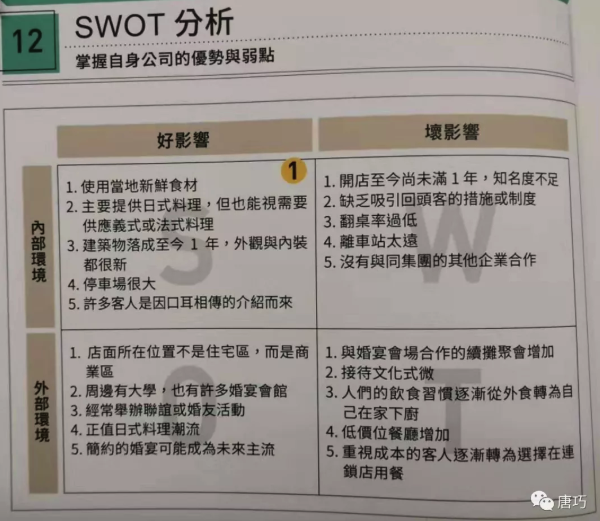 12
SWOT 分析
掌握自身公司的優勢與弱點
好影響
壞影響
內部環境
1
S
1. 使用當地新鮮食材
2. 主要提供日式料理，但也能視需要
供應義式或法式料理
3. 建築物落成至今 1 年，外觀與內裝
都很新
4. 停車場很大
5. 許多客人是因口耳相傳的介紹而來
W
1. 開店至今尚未滿 1 年，知名度不足
2. 缺乏吸引回頭客的措施或制度
3. 翻桌率過低
4. 離車站太遠
5. 沒有與同集團的其他企業合作
外部環境
O
1. 店面所在位置不是住宅區，而是商
業區
2. 周邊有大學，也有許多婚宴會館
3. 經常舉辦聯誼或婚友活動
4. 正值日式料理潮流
5. 簡約的婚宴可能成為未來主流
T
1. 與婚宴會場合作的續攤聚會增加
2. 接待文化式微
3. 人們的飲食習慣逐漸從外食轉為自
己在家下廚
4. 低價位餐廳增加
5. 重視成本的客人逐漸轉為選擇在連
鎖店用餐
唐巧